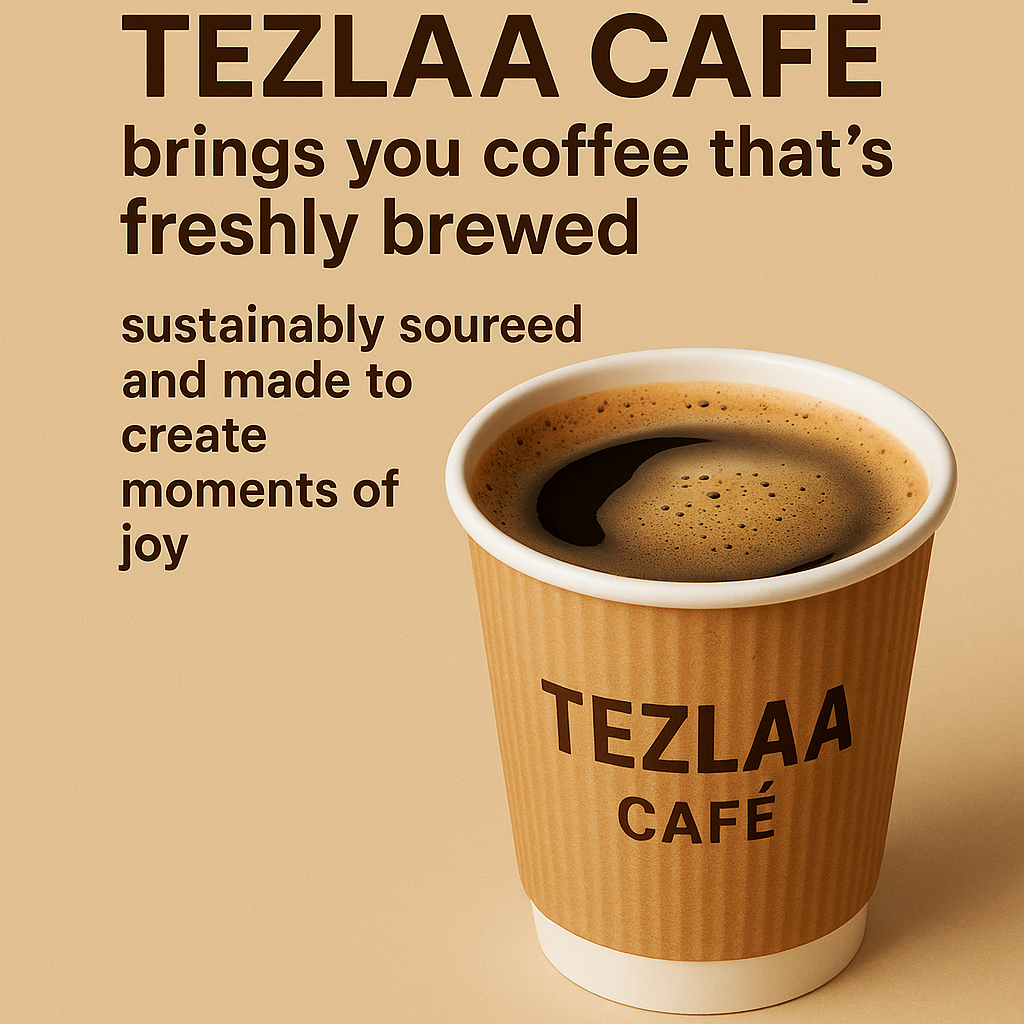 TEZLAA CAFÉ
brings you coffee that’s
freshly brewed
sustainably soureed
and made to
create
moments of
joy
TEZLAA
CAFÉ